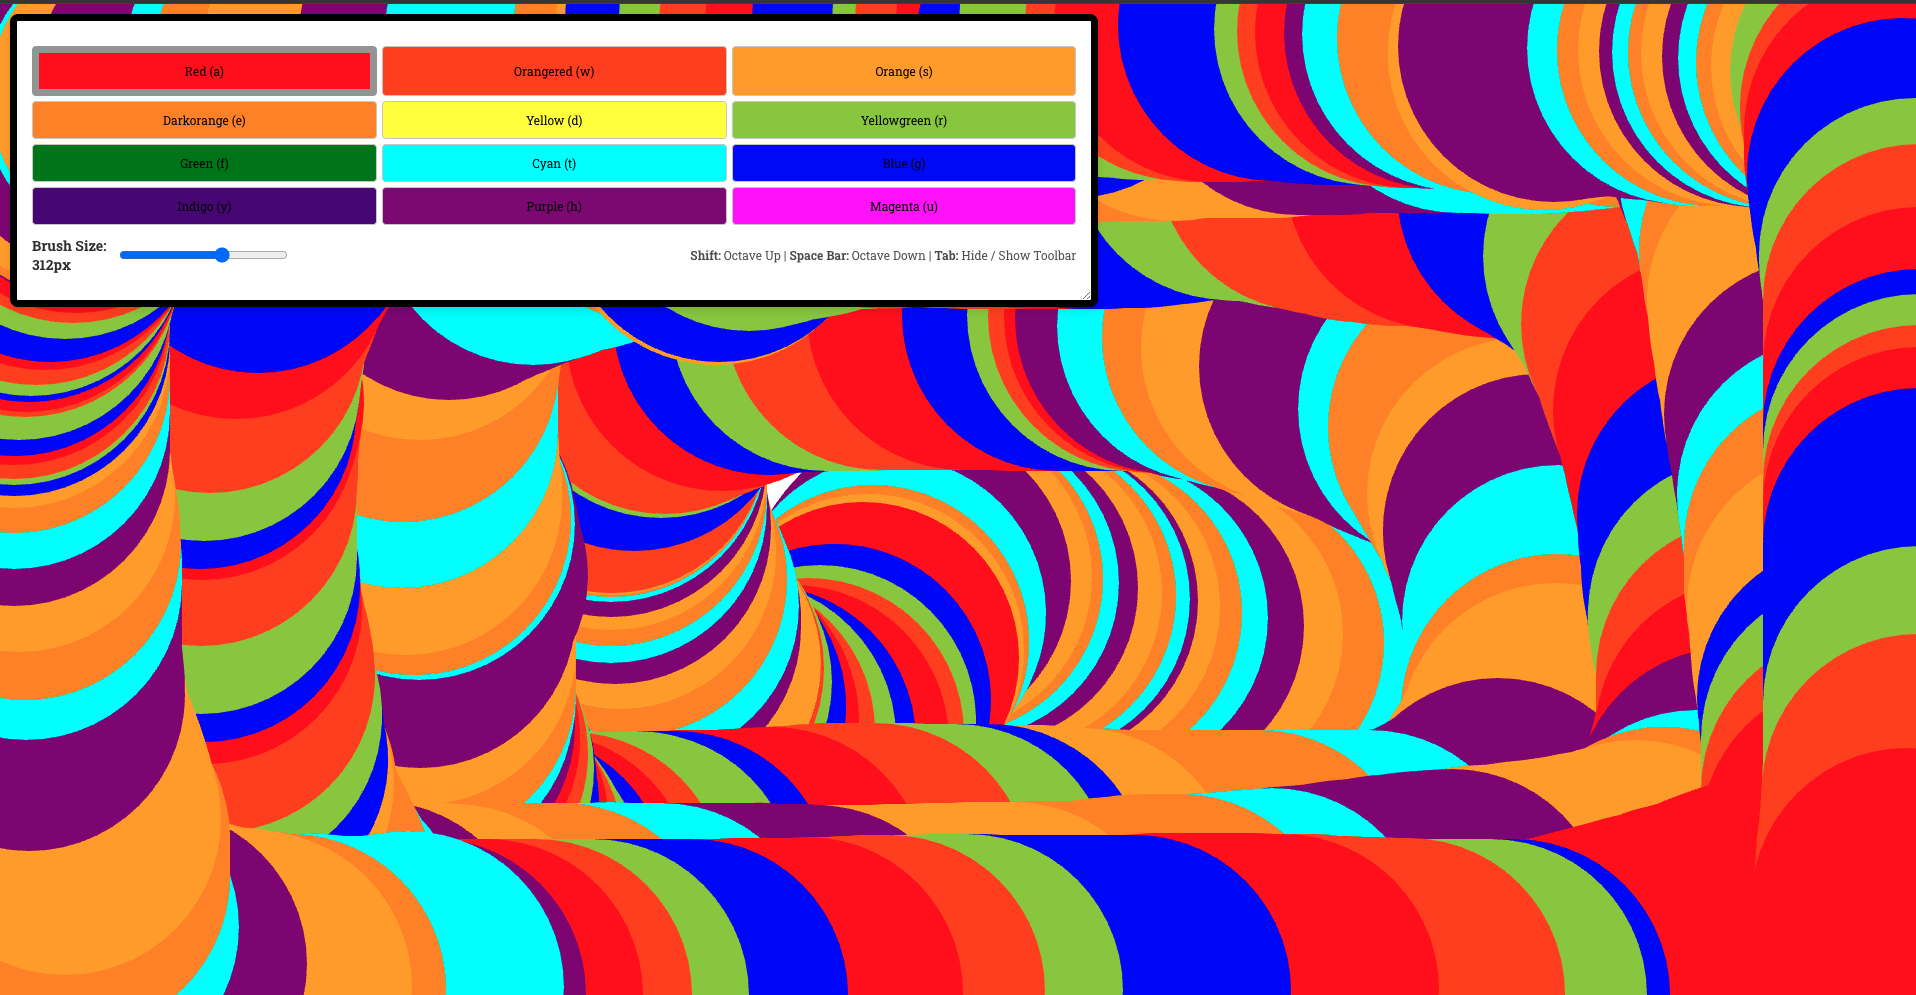 Red (a)
Orangered (w)
Orange (s)
Darkorange (e)
Yellow (d)
Yellowgreen (r)
Green (f)
Cyan (t)
Blue (g)
Indigo (y)
Purple (h)
Magenta (u)
Brush Size:
312px
Shift: Octave Up | Space Bar: Octave Down | Tab: Hide / Show Toolbar